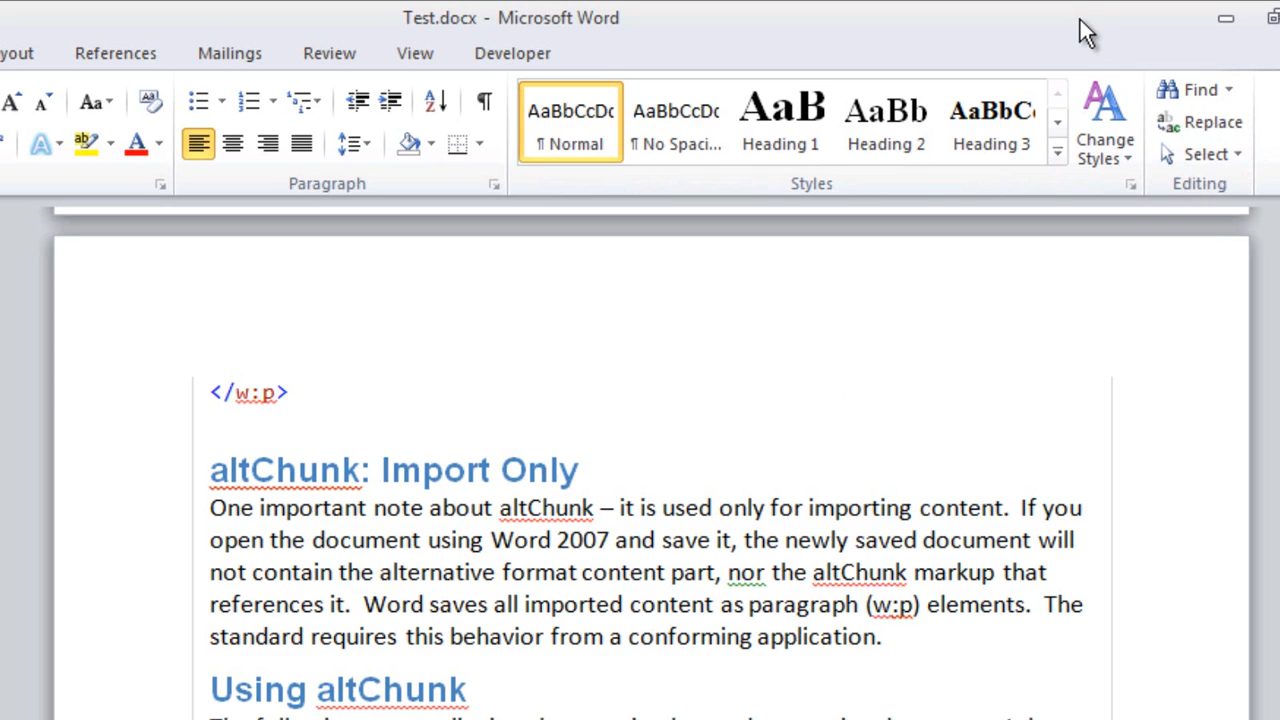 Test.docx - Microsoft Word
yout References Mailings Review View Developer
Aa
AaBbCcDc AaBbCcDc AaB AaBb AaBbC
¶ Normal ¶ No Spaci... Heading 1 Heading 2 Heading 3
Change Styles
Find
Replace
Select
Paragraph Styles Editing
</w:p>
altChunk: Import Only
One important note about altChunk – it is used only for importing content. If you
open the document using Word 2007 and save it, the newly saved document will
not contain the alternative format content part, nor the altChunk markup that
references it. Word saves all imported content as paragraph (w:p) elements. The
standard requires this behavior from a conforming application.
Using altChunk